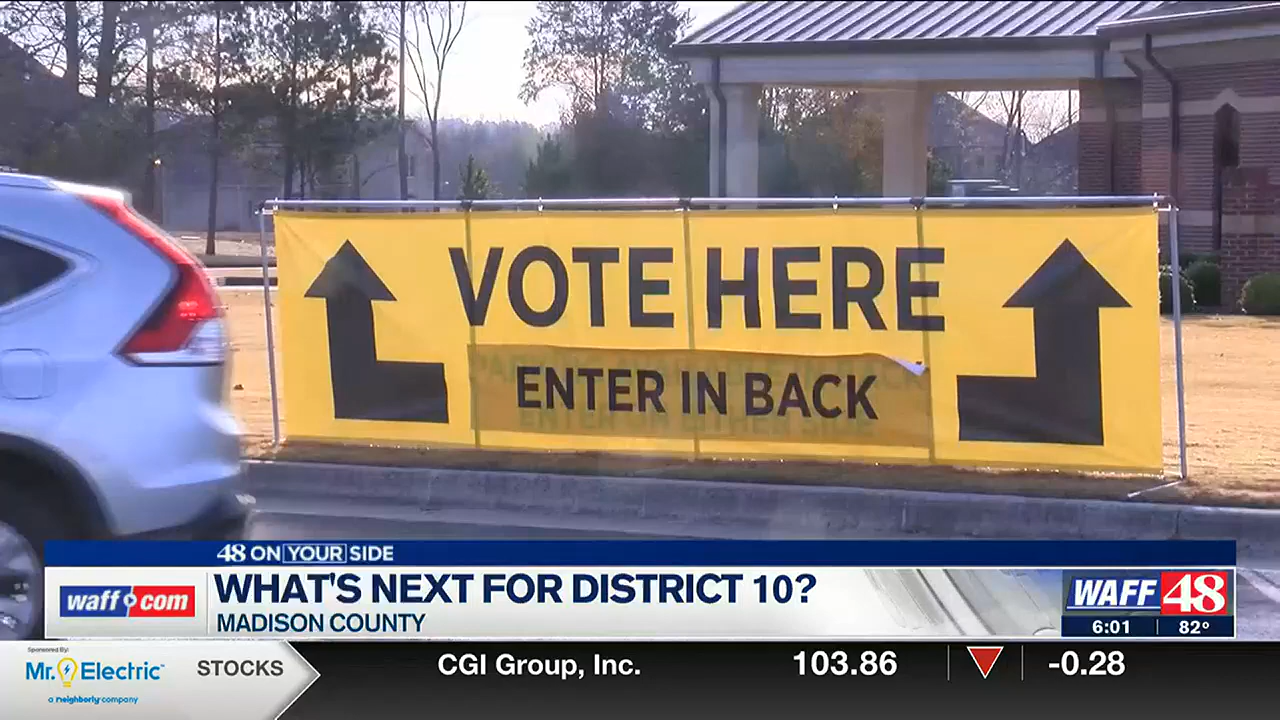 VOTE HERE
ENTER IN BACK
48 ON YOUR SIDE
waff com
WHAT'S NEXT FOR DISTRICT 10?
MADISON COUNTY
WAFF 48
6:01 82°
Sponsored By:
Mr. Electric
a neighborly company
STOCKS
CGI Group, Inc. 103.86 -0.28